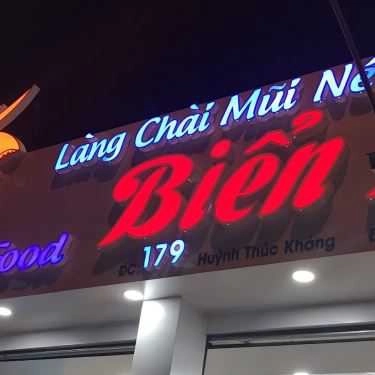 Làng Chài Mũi Né
Biển
food
ĐC: 179 Huỳnh Thúc Kháng